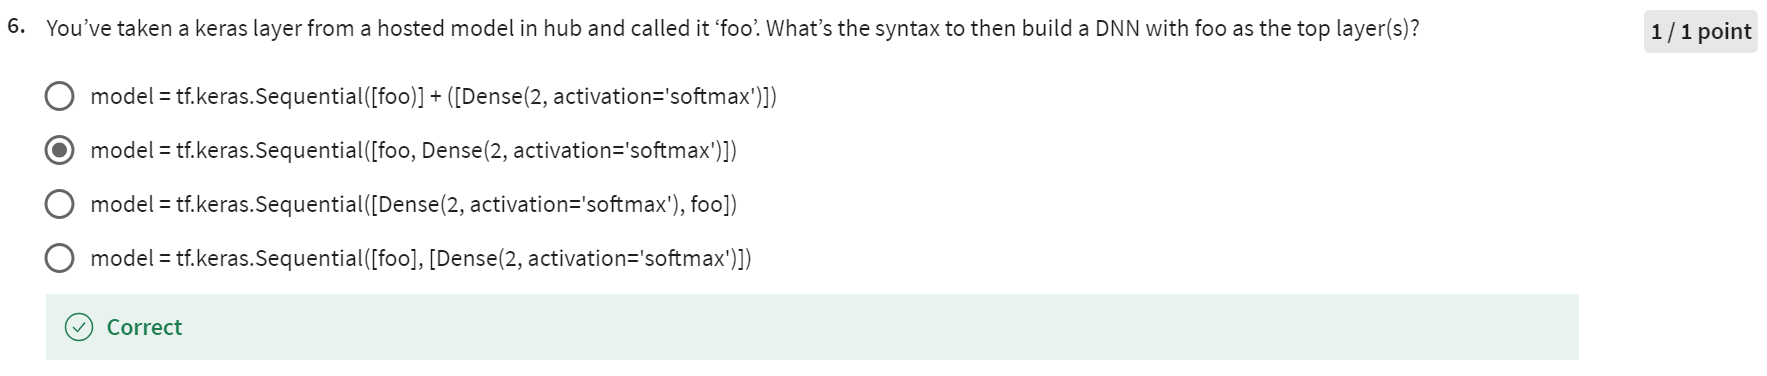 6. You’ve taken a keras layer from a hosted model in hub and called it ‘foo’. What’s the syntax to then build a DNN with foo as the top layer(s)?
1 / 1 point
model = tf.keras.Sequential([foo)] + ([Dense(2, activation='softmax')])
model = tf.keras.Sequential([foo, Dense(2, activation='softmax')])
model = tf.keras.Sequential([Dense(2, activation='softmax'), foo])
model = tf.keras.Sequential([foo], [Dense(2, activation='softmax')])
Correct